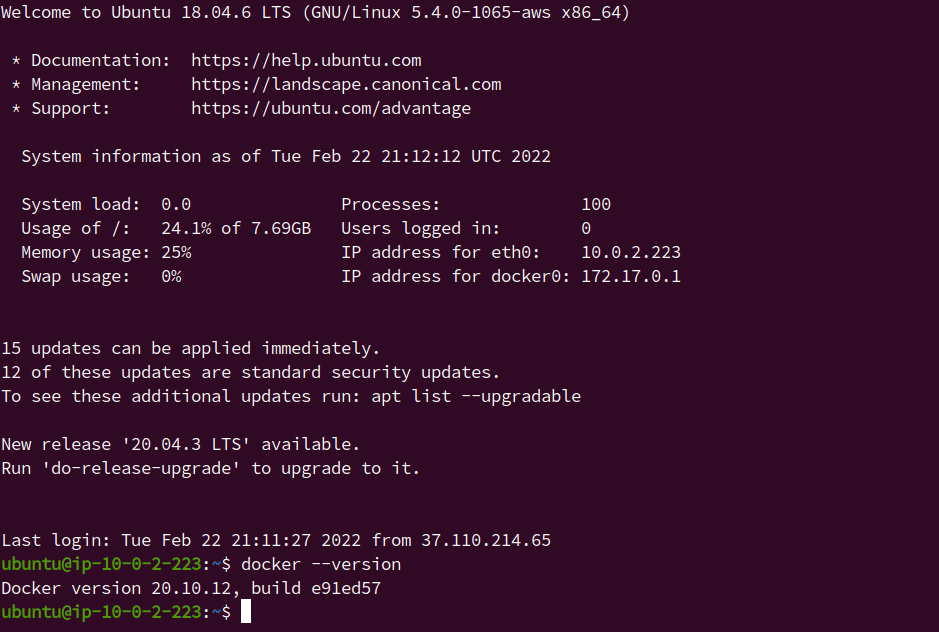 Welcome to Ubuntu 18.04.6 LTS (GNU/Linux 5.4.0-1065-aws x86_64)
* Documentation: https://help.ubuntu.com
* Management: https://landscape.canonical.com
* Support: https://ubuntu.com/advantage
System information as of Tue Feb 22 21:12:12 UTC 2022
System load: 0.0 Processes: 100
Usage of /: 24.1% of 7.69GB Users logged in: 0
Memory usage: 25% IP address for eth0: 10.0.2.223
Swap usage: 0% IP address for docker0: 172.17.0.1
15 updates can be applied immediately.
12 of these updates are standard security updates.
To see these additional updates run: apt list --upgradable
New release '20.04.3 LTS' available.
Run 'do-release-upgrade' to upgrade to it.
Last login: Tue Feb 22 21:11:27 2022 from 37.110.214.65
ubuntu@ip-10-0-2-223:~$ docker --version
Docker version 20.10.12, build e91ed57
ubuntu@ip-10-0-2-223:~$